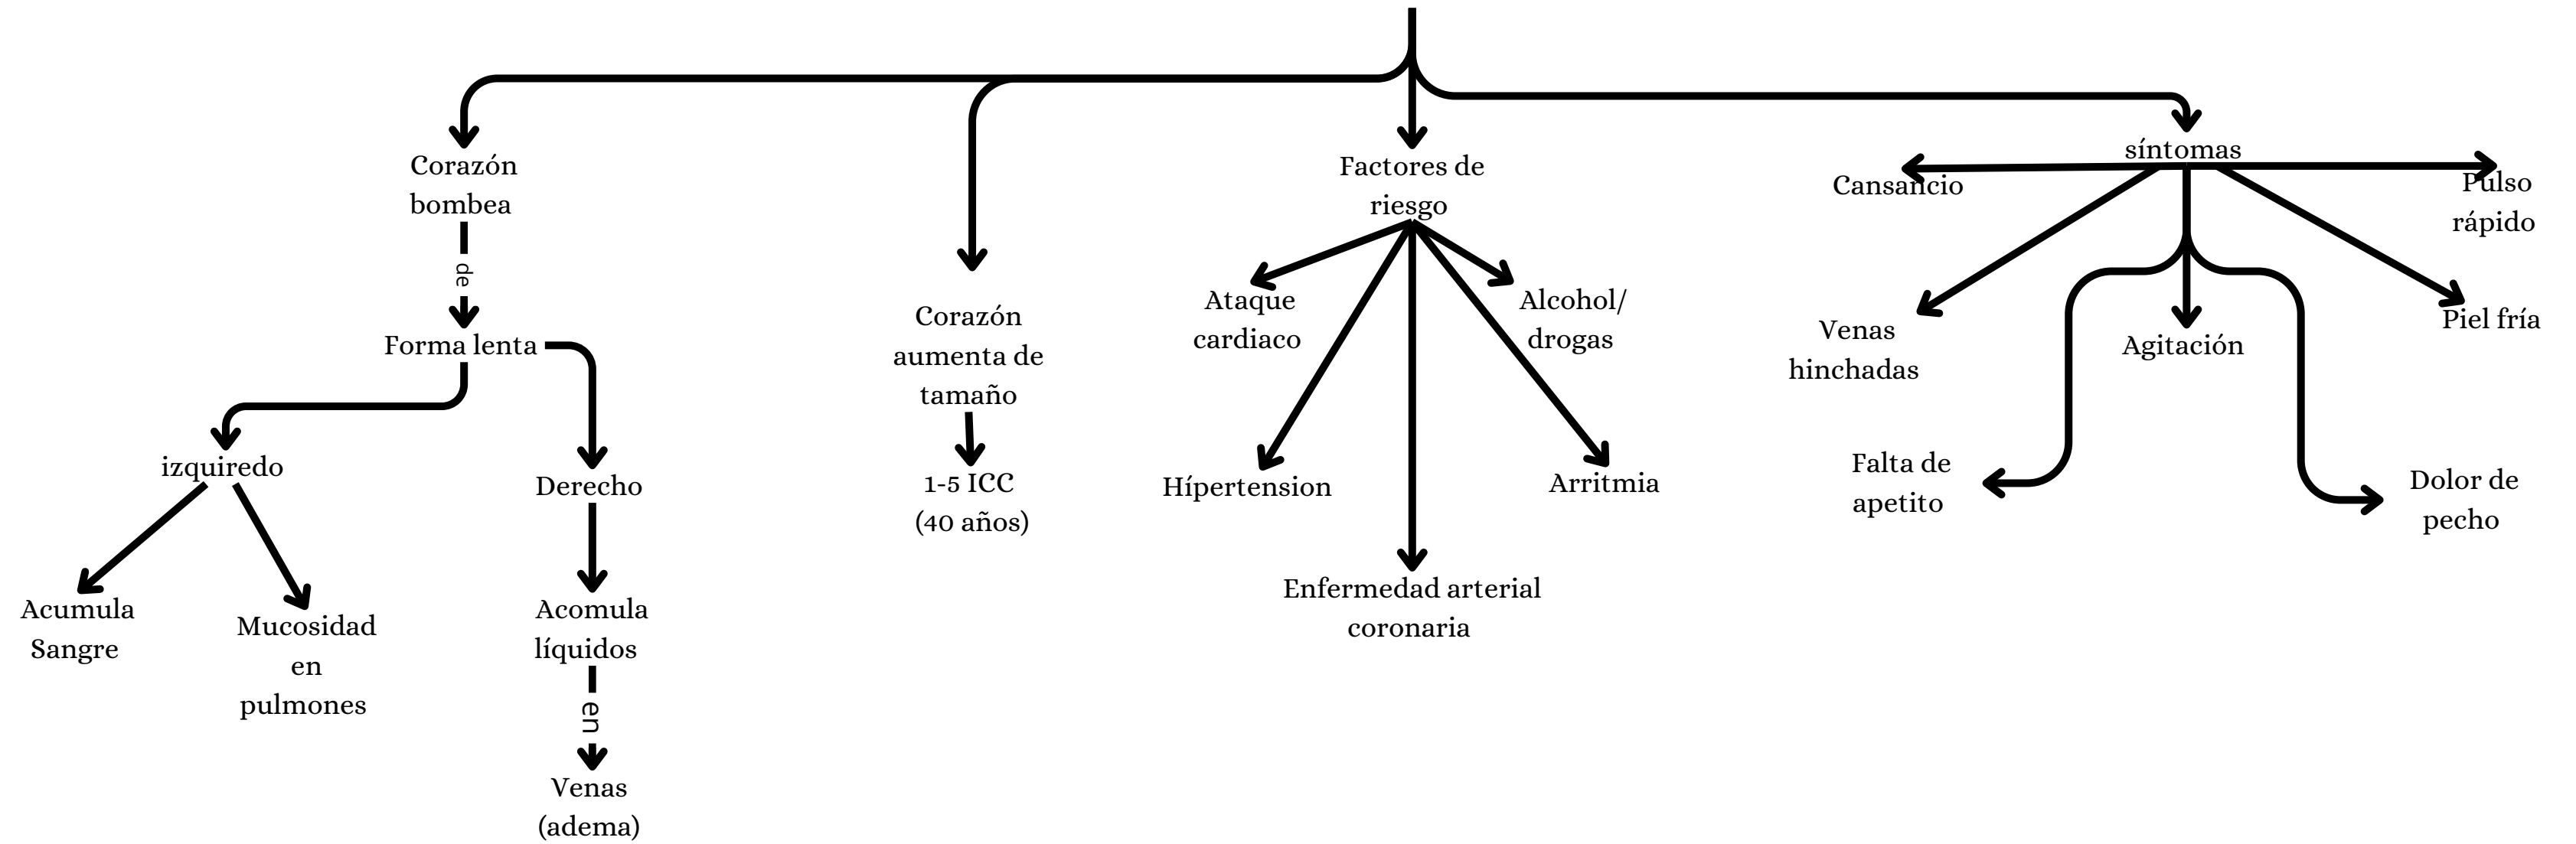 Corazón
bombea
de
Forma lenta
izquiredo
Acumula
Sangre
Mucosidad
en
pulmones
Derecho
Acomula
líquidos
en
Venas
(adema)
Corazón
aumenta de
tamaño
1-5 ICC
(40 años)
Factores de
riesgo
Ataque
cardiaco
Hípertension
Enfermedad arterial
coronaria
Arritmia
Alcohol/
drogas
síntomas
Cansancio
Venas
hinchadas
Falta de
apetito
Agitación
Dolor de
pecho
Piel fría
Pulso
rápido